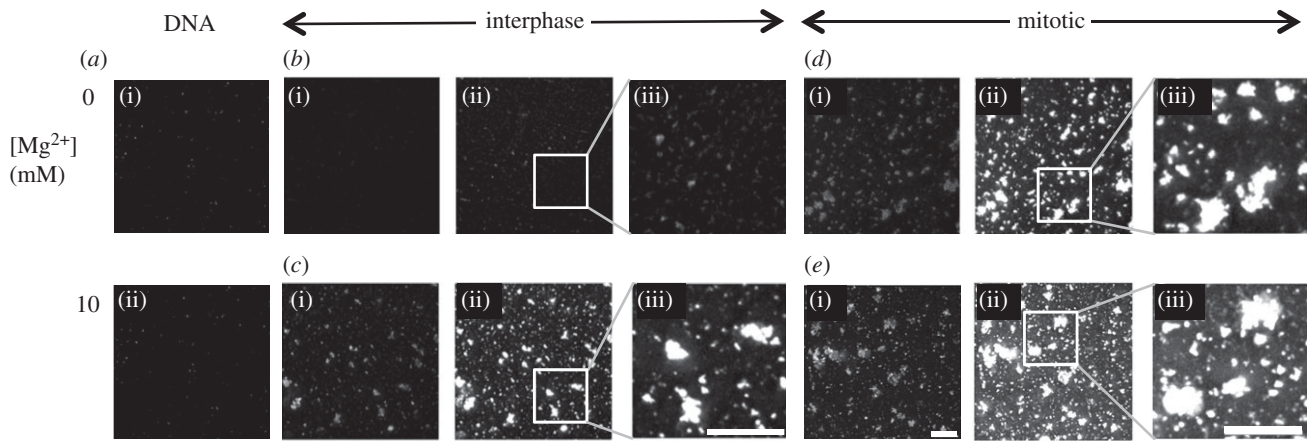 DNA interphase mitotic
(a) (b) (d)
0 (i) (i) (ii) (iii) (i) (ii) (iii)
[Mg2+]
(mM)
(c) (e)
10 (ii) (i) (ii) (iii) (i) (ii) (iii)